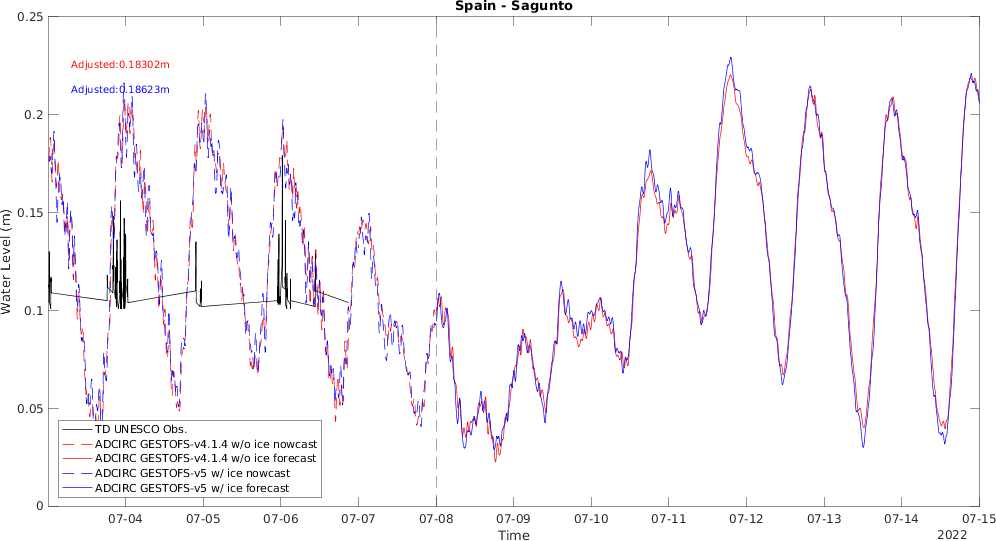 Spain - Sagunto
0.25
Adjusted:0.18302m
Adjusted:0.18623m
0.2
0.15
Water Level (m)
0.1
0.05
0
TD UNESCO Obs.
ADCIRC GESTOFS-v4.1.4 w/o ice nowcast
ADCIRC GESTOFS-v4.1.4 w/o ice forecast
ADCIRC GESTOFS-v5 w/ ice nowcast
ADCIRC GESTOFS-v5 w/ ice forecast
07-04 07-05 07-06 07-07 07-08 07-09 07-10 07-11 07-12 07-13 07-14 07-15
Time
2022